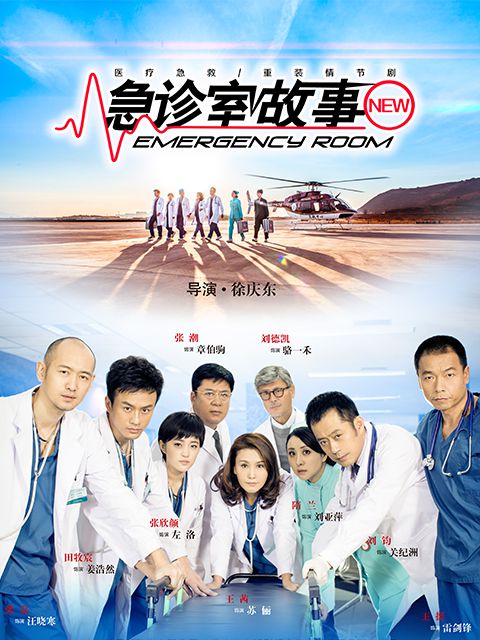 医疗急救/重装情节剧
急诊室故事 NEW
EMERGENCY ROOM
导演·徐庆东
张潮
饰演 章伯驹
刘德凯
饰演 骆一禾
张欣颜
饰演 左洛
隋兰
饰演 刘亚萍
田牧宸
饰演 姜浩然
刘钧
饰演 关纪洲
王茜
饰演 苏俪
饰演 汪晓寒
饰演 雷剑锋